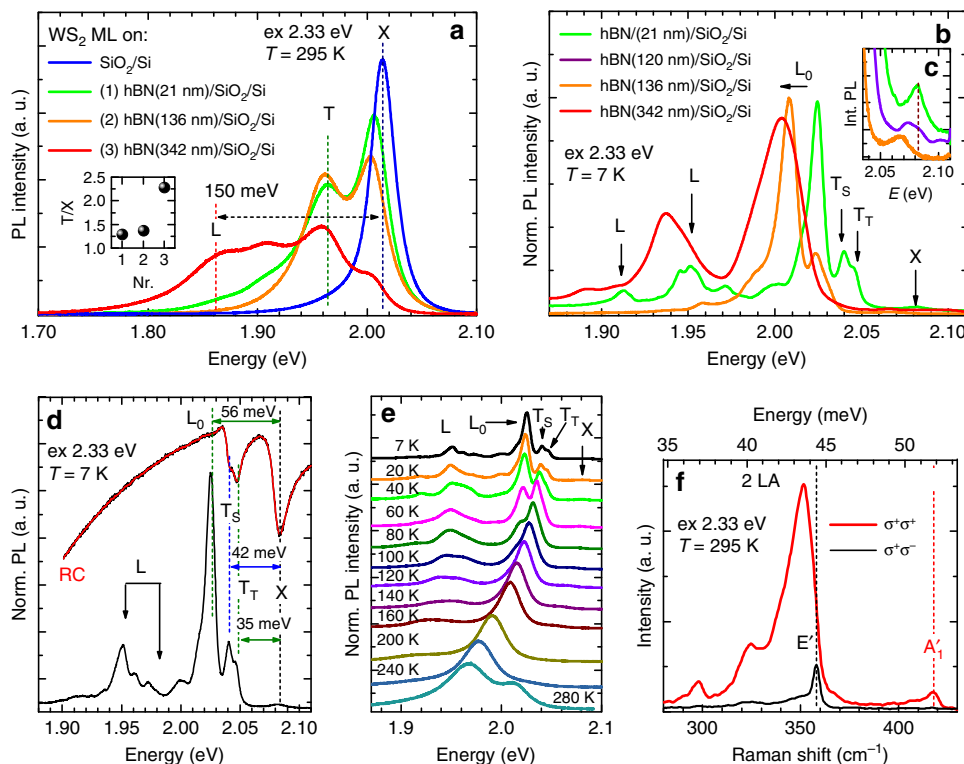 a
WS₂ ML on:
ex 2.33 eV
T = 295 K
X
SiO₂/Si
(1) hBN(21 nm)/SiO₂/Si
(2) hBN(136 nm)/SiO₂/Si
(3) hBN(342 nm)/SiO₂/Si
T
150 meV
L
2.5
2.0
1.5
1.0
T/X
1 2 3
Nr.
PL intensity (a. u.)
1.70 1.80 1.90 2.00 2.10
Energy (eV)
b
hBN/(21 nm)/SiO₂/Si
hBN(120 nm)/SiO₂/Si
hBN(136 nm)/SiO₂/Si
hBN(342 nm)/SiO₂/Si
L₀
ex 2.33 eV
T = 7 K
L
L
T_S
T_T
X
Norm. PL intensity (a. u.)
1.90 1.95 2.00 2.05 2.10
Energy (eV)
c
Int. PL
2.05 2.10
E (eV)
d
L₀
56 meV
ex 2.33 eV
T = 7 K
T_S
RC
42 meV
L
T_T
X
35 meV
Norm. PL (a. u.)
1.90 1.95 2.00 2.05 2.10
Energy (eV)
e
L
L₀
T_S
T_T
X
7 K
20 K
40 K
60 K
80 K
100 K
120 K
140 K
160 K
200 K
240 K
280 K
Norm. PL intensity (a. u.)
1.9 2.0 2.1
Energy (eV)
Energy (meV)
35 40 45 50
f
2 LA
ex 2.33 eV
T = 295 K
σ⁺σ⁺
σ⁺σ⁻
E′
A′₁
Intensity (a. u.)
300 350 400
Raman shift (cm⁻¹)